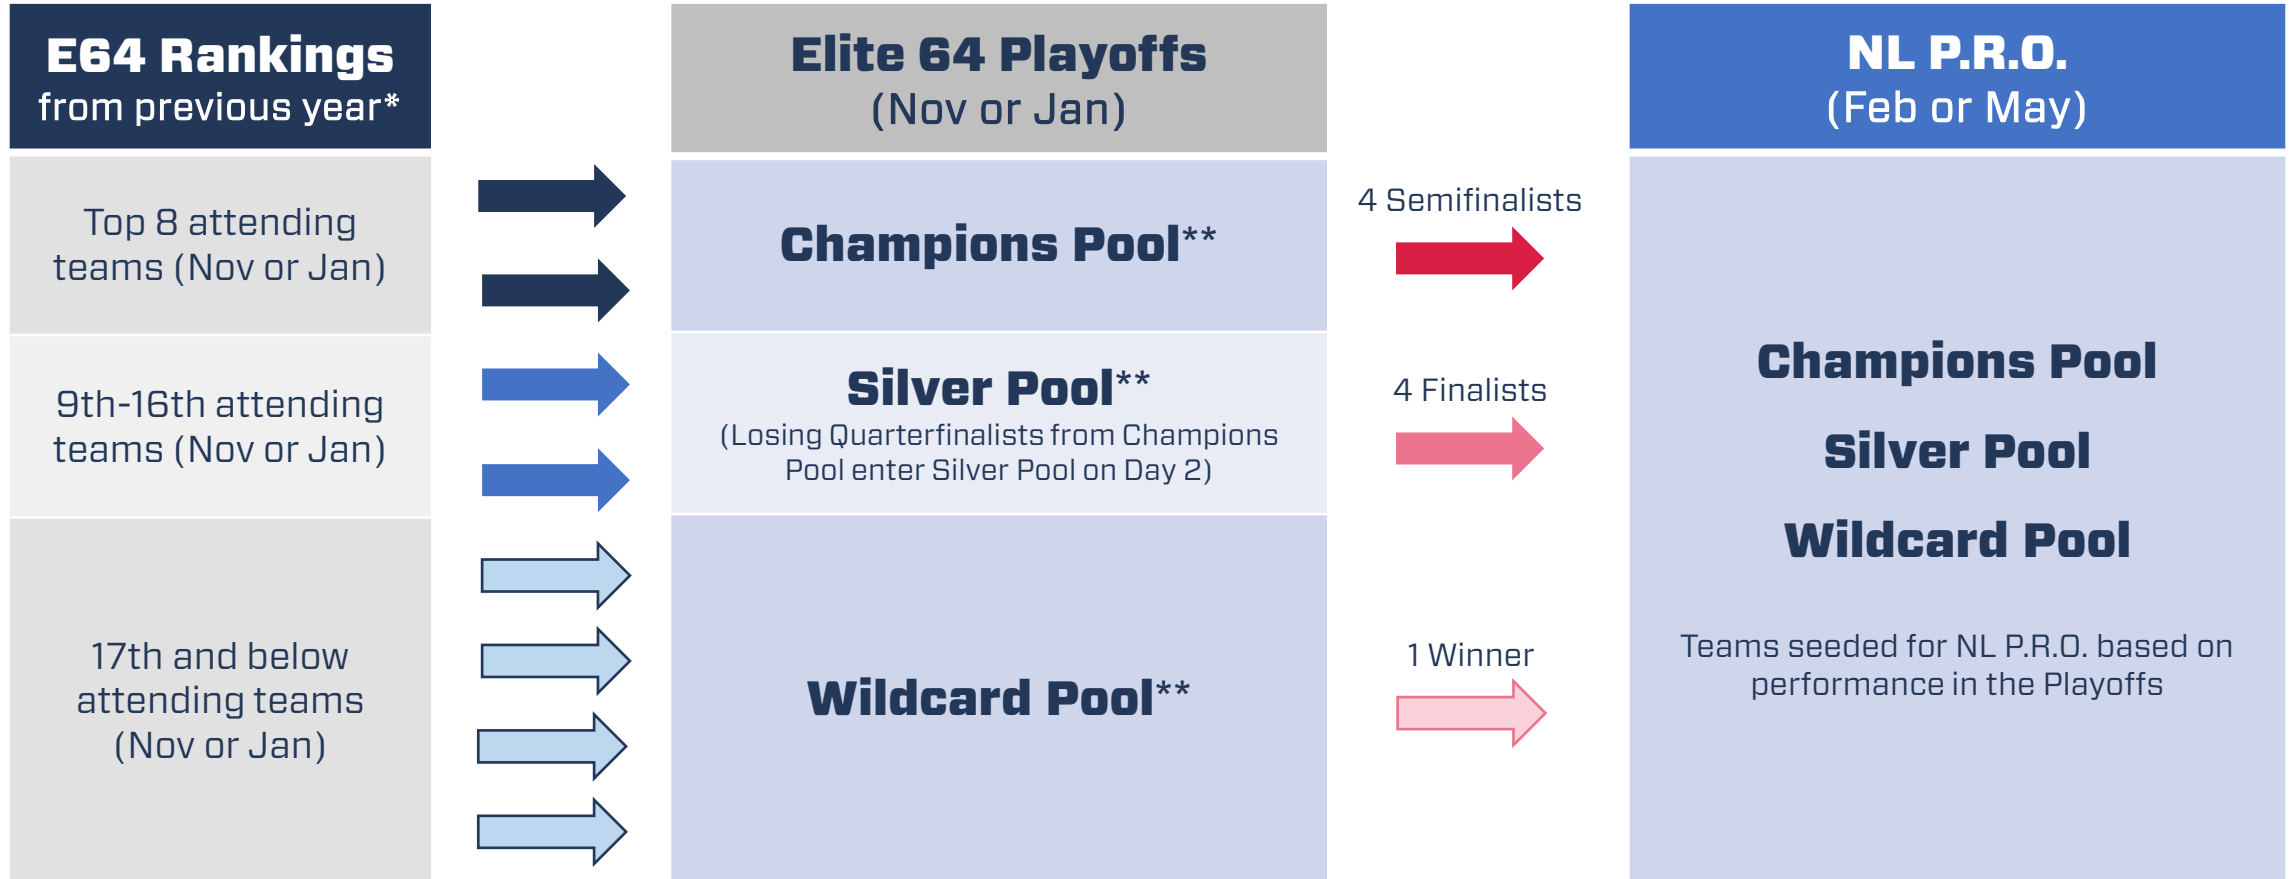 E64 Rankings
from previous year*
Top 8 attending
teams (Nov or Jan)
9th-16th attending
teams (Nov or Jan)
17th and below
attending teams
(Nov or Jan)
Elite 64 Playoffs
(Nov or Jan)
Champions Pool**
Silver Pool**
(Losing Quarterfinalists from Champions
Pool enter Silver Pool on Day 2)
Wildcard Pool**
4 Semifinalists
4 Finalists
1 Winner
NL P.R.O.
(Feb or May)
Champions Pool
Silver Pool
Wildcard Pool
Teams seeded for NL P.R.O. based on
performance in the Playoffs